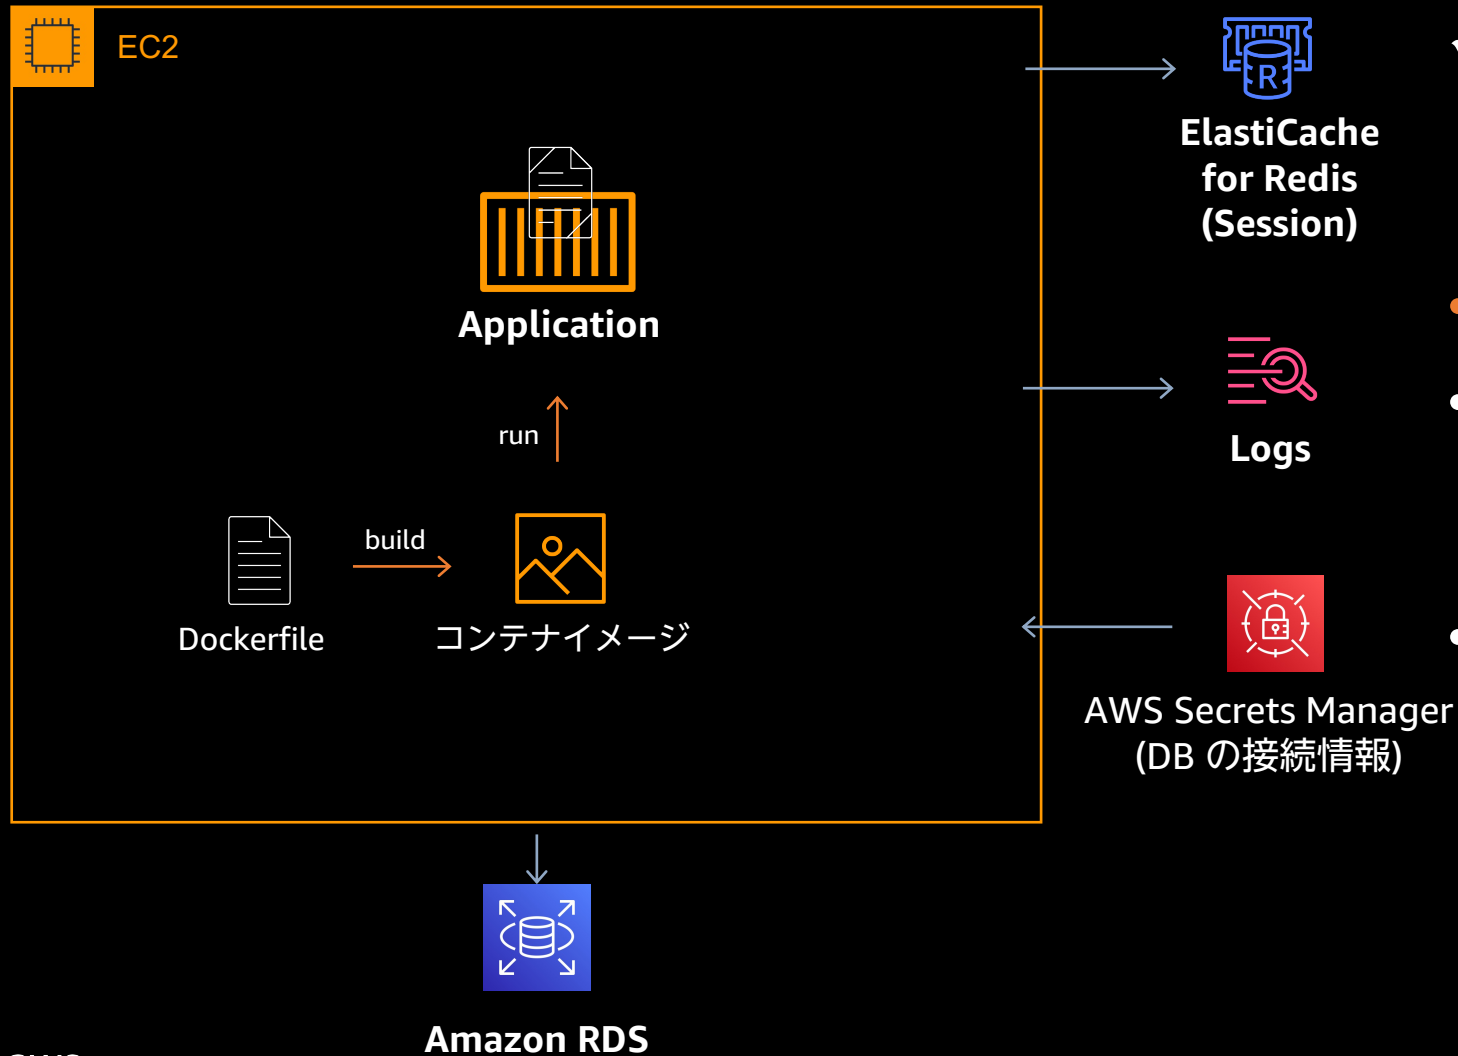 EC2
ElastiCache
for Redis
(Session)
R
Application
run
Logs
build
Dockerfile
コンテナイメージ
AWS Secrets Manager
(DB の接続情報)
Amazon RDS